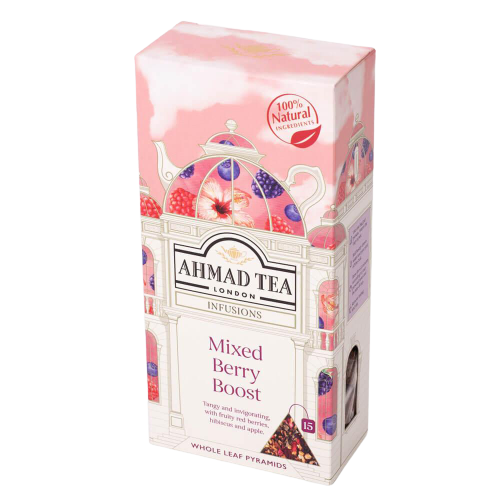 100%
Natural
INGREDIENTS
AHMAD TEA
LONDON
INFUSIONS
Mixed
Berry
Boost
Tangy and invigorating,
with fruity red berries,
hibiscus and apple.
15
WHOLE LEAF PYRAMIDS